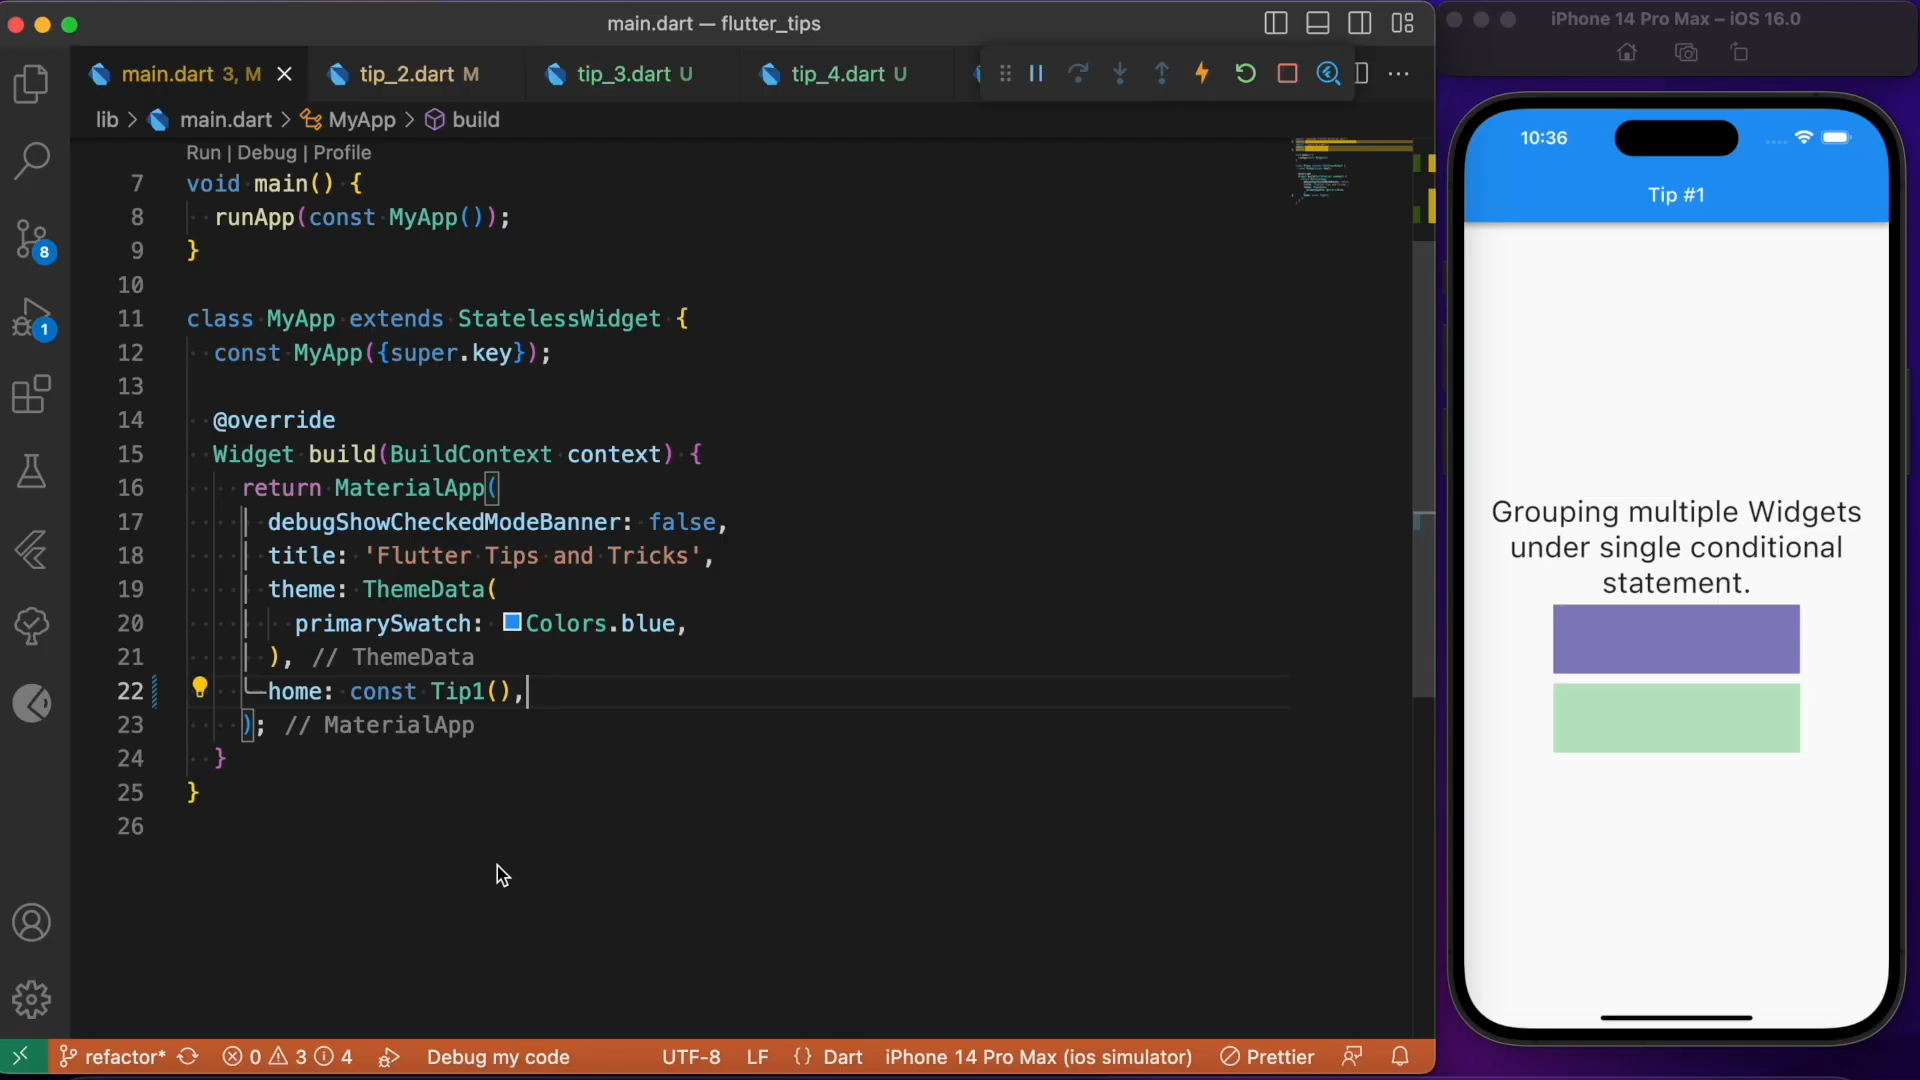 main.dart — flutter_tips
iPhone 14 Pro Max – iOS 16.0
main.dart 3, M
tip_2.dart M
tip_3.dart U
tip_4.dart U
lib > main.dart > MyApp > build
Run | Debug | Profile
7 void main() {
8 runApp(const MyApp());
9 }
10
11 class MyApp extends StatelessWidget {
12 const MyApp({super.key});
13
14 @override
15 Widget build(BuildContext context) {
16 return MaterialApp(
17 debugShowCheckedModeBanner: false,
18 title: 'Flutter Tips and Tricks',
19 theme: ThemeData(
20 primarySwatch: Colors.blue,
21 ), // ThemeData
22 home: const Tip1(),
23 ); // MaterialApp
24 }
25 }
26
8
1
refactor* 0 3 4 Debug my code UTF-8 LF {} Dart iPhone 14 Pro Max (ios simulator) Prettier
10:36
Tip #1
Grouping multiple Widgets
under single conditional
statement.